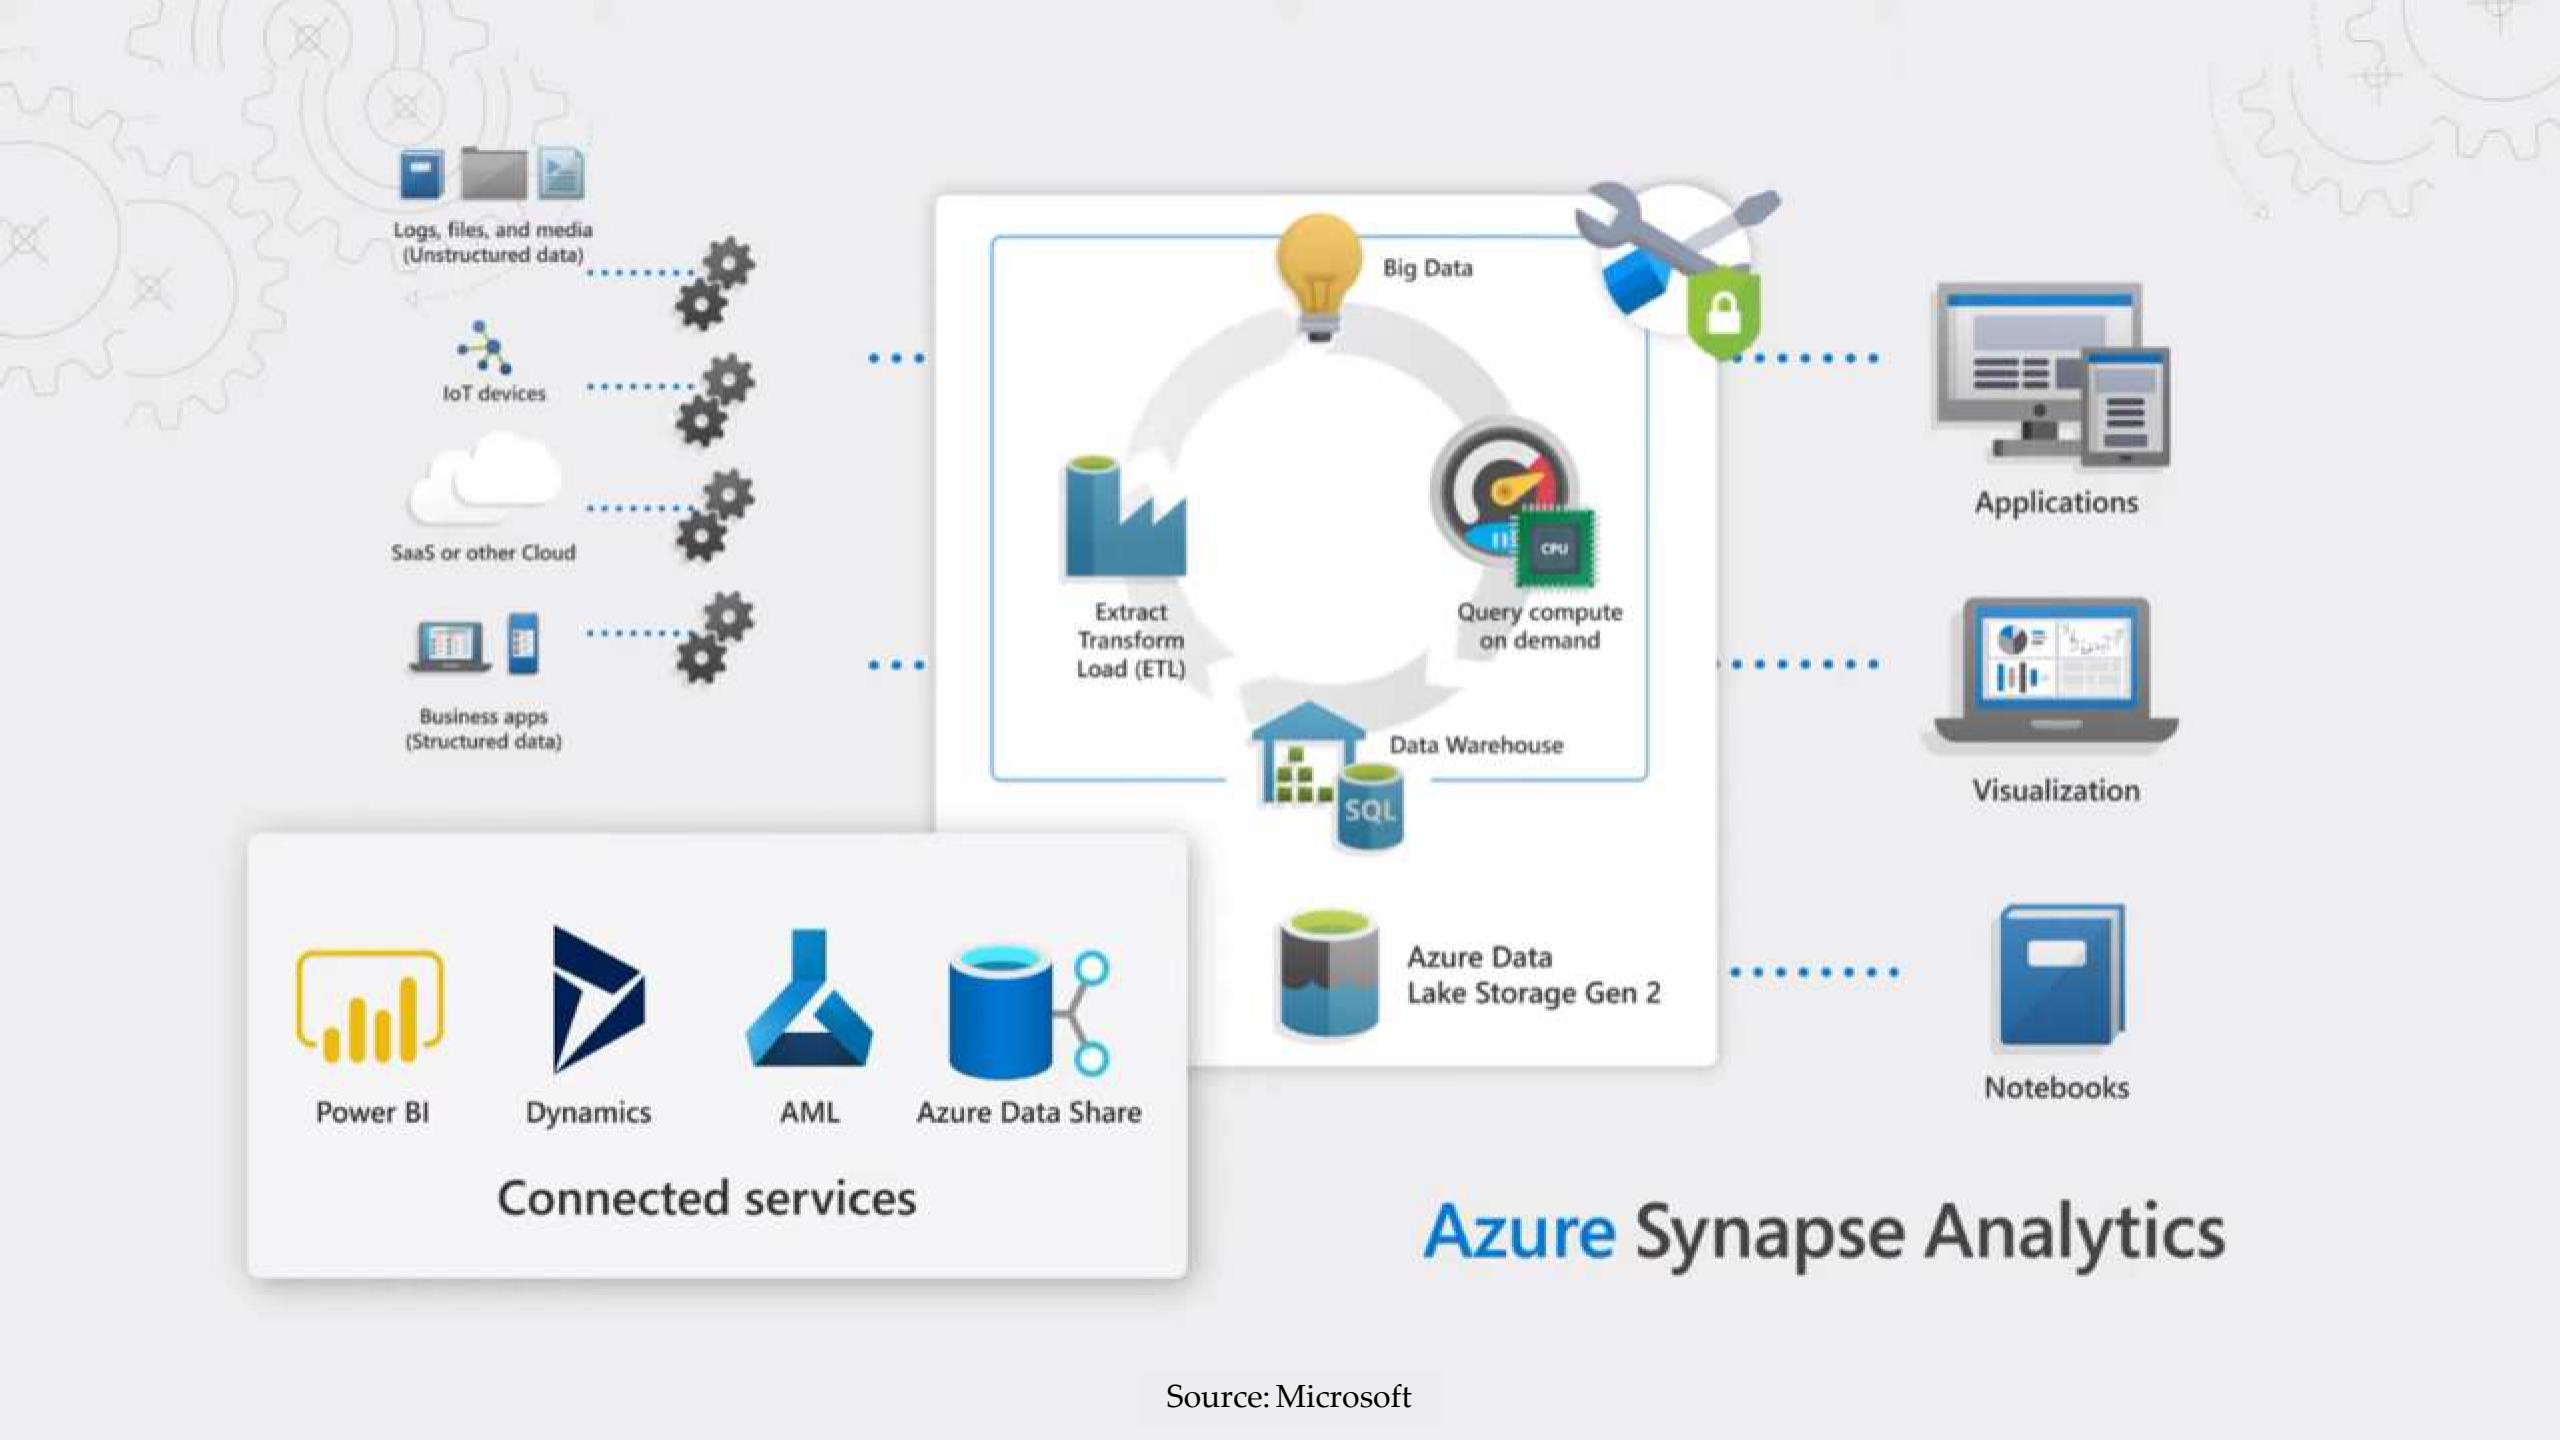 Logs, files, and media
(Unstructured data)
IoT devices
SaaS or other Cloud
Business apps
(Structured data)
Big Data
Extract
Transform
Load (ETL)
CPU
Query compute
on demand
Data Warehouse
SQL
Azure Data
Lake Storage Gen 2
Applications
Visualization
Notebooks
Power BI
Dynamics
AML
Azure Data Share
Connected services
Azure Synapse Analytics
Source: Microsoft